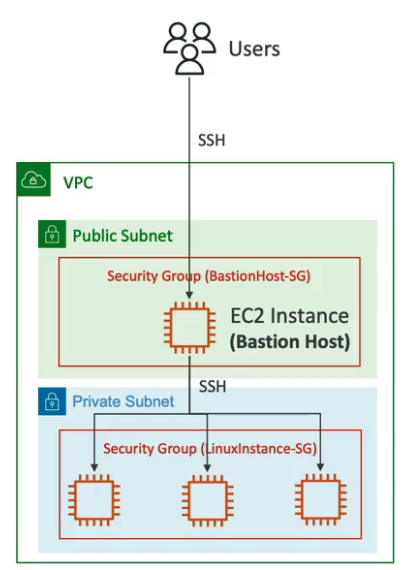 Users
SSH
VPC
Public Subnet
Security Group (BastionHost-SG)
EC2 Instance
(Bastion Host)
SSH
Private Subnet
Security Group (LinuxInstance-SG)